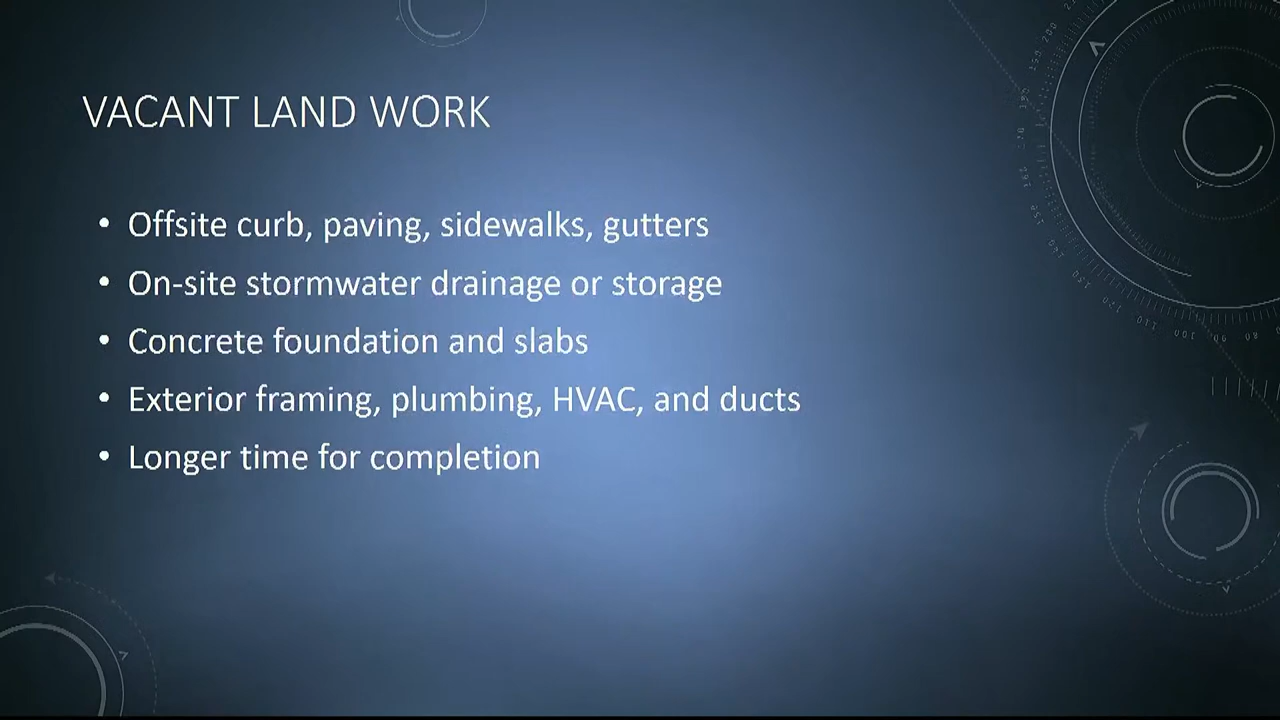 VACANT LAND WORK
• Offsite curb, paving, sidewalks, gutters
• On-site stormwater drainage or storage
• Concrete foundation and slabs
• Exterior framing, plumbing, HVAC, and ducts
• Longer time for completion